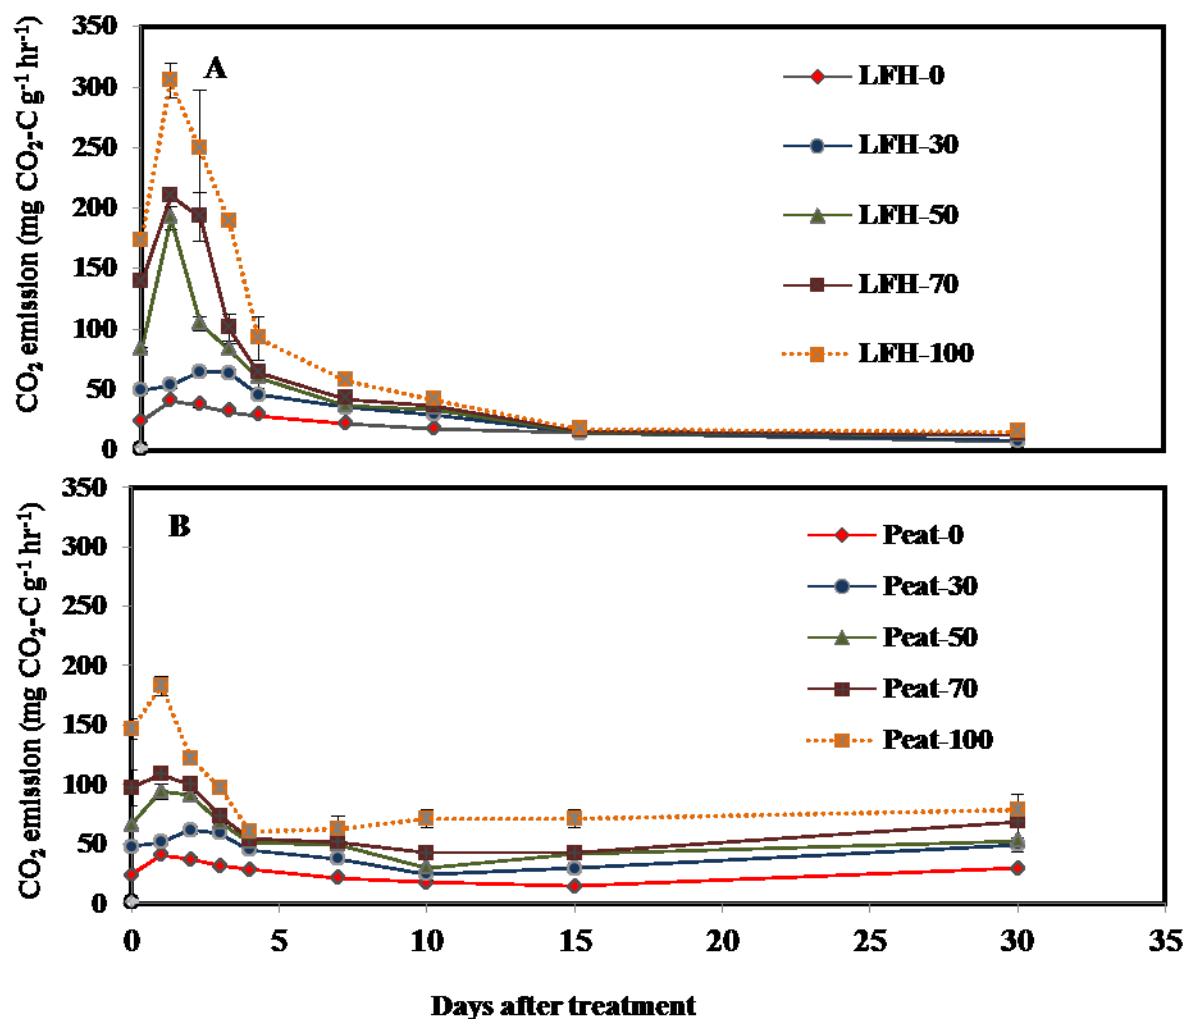 CO₂ emission (mg CO₂-C g⁻¹ hr⁻¹)
350
300
250
200
150
100
50
0
A
LFH-0
LFH-30
LFH-50
LFH-70
LFH-100
CO₂ emission (mg CO₂-C g⁻¹ hr⁻¹)
350
300
250
200
150
100
50
0
B
Peat-0
Peat-30
Peat-50
Peat-70
Peat-100
0 5 10 15 20 25 30 35
Days after treatment